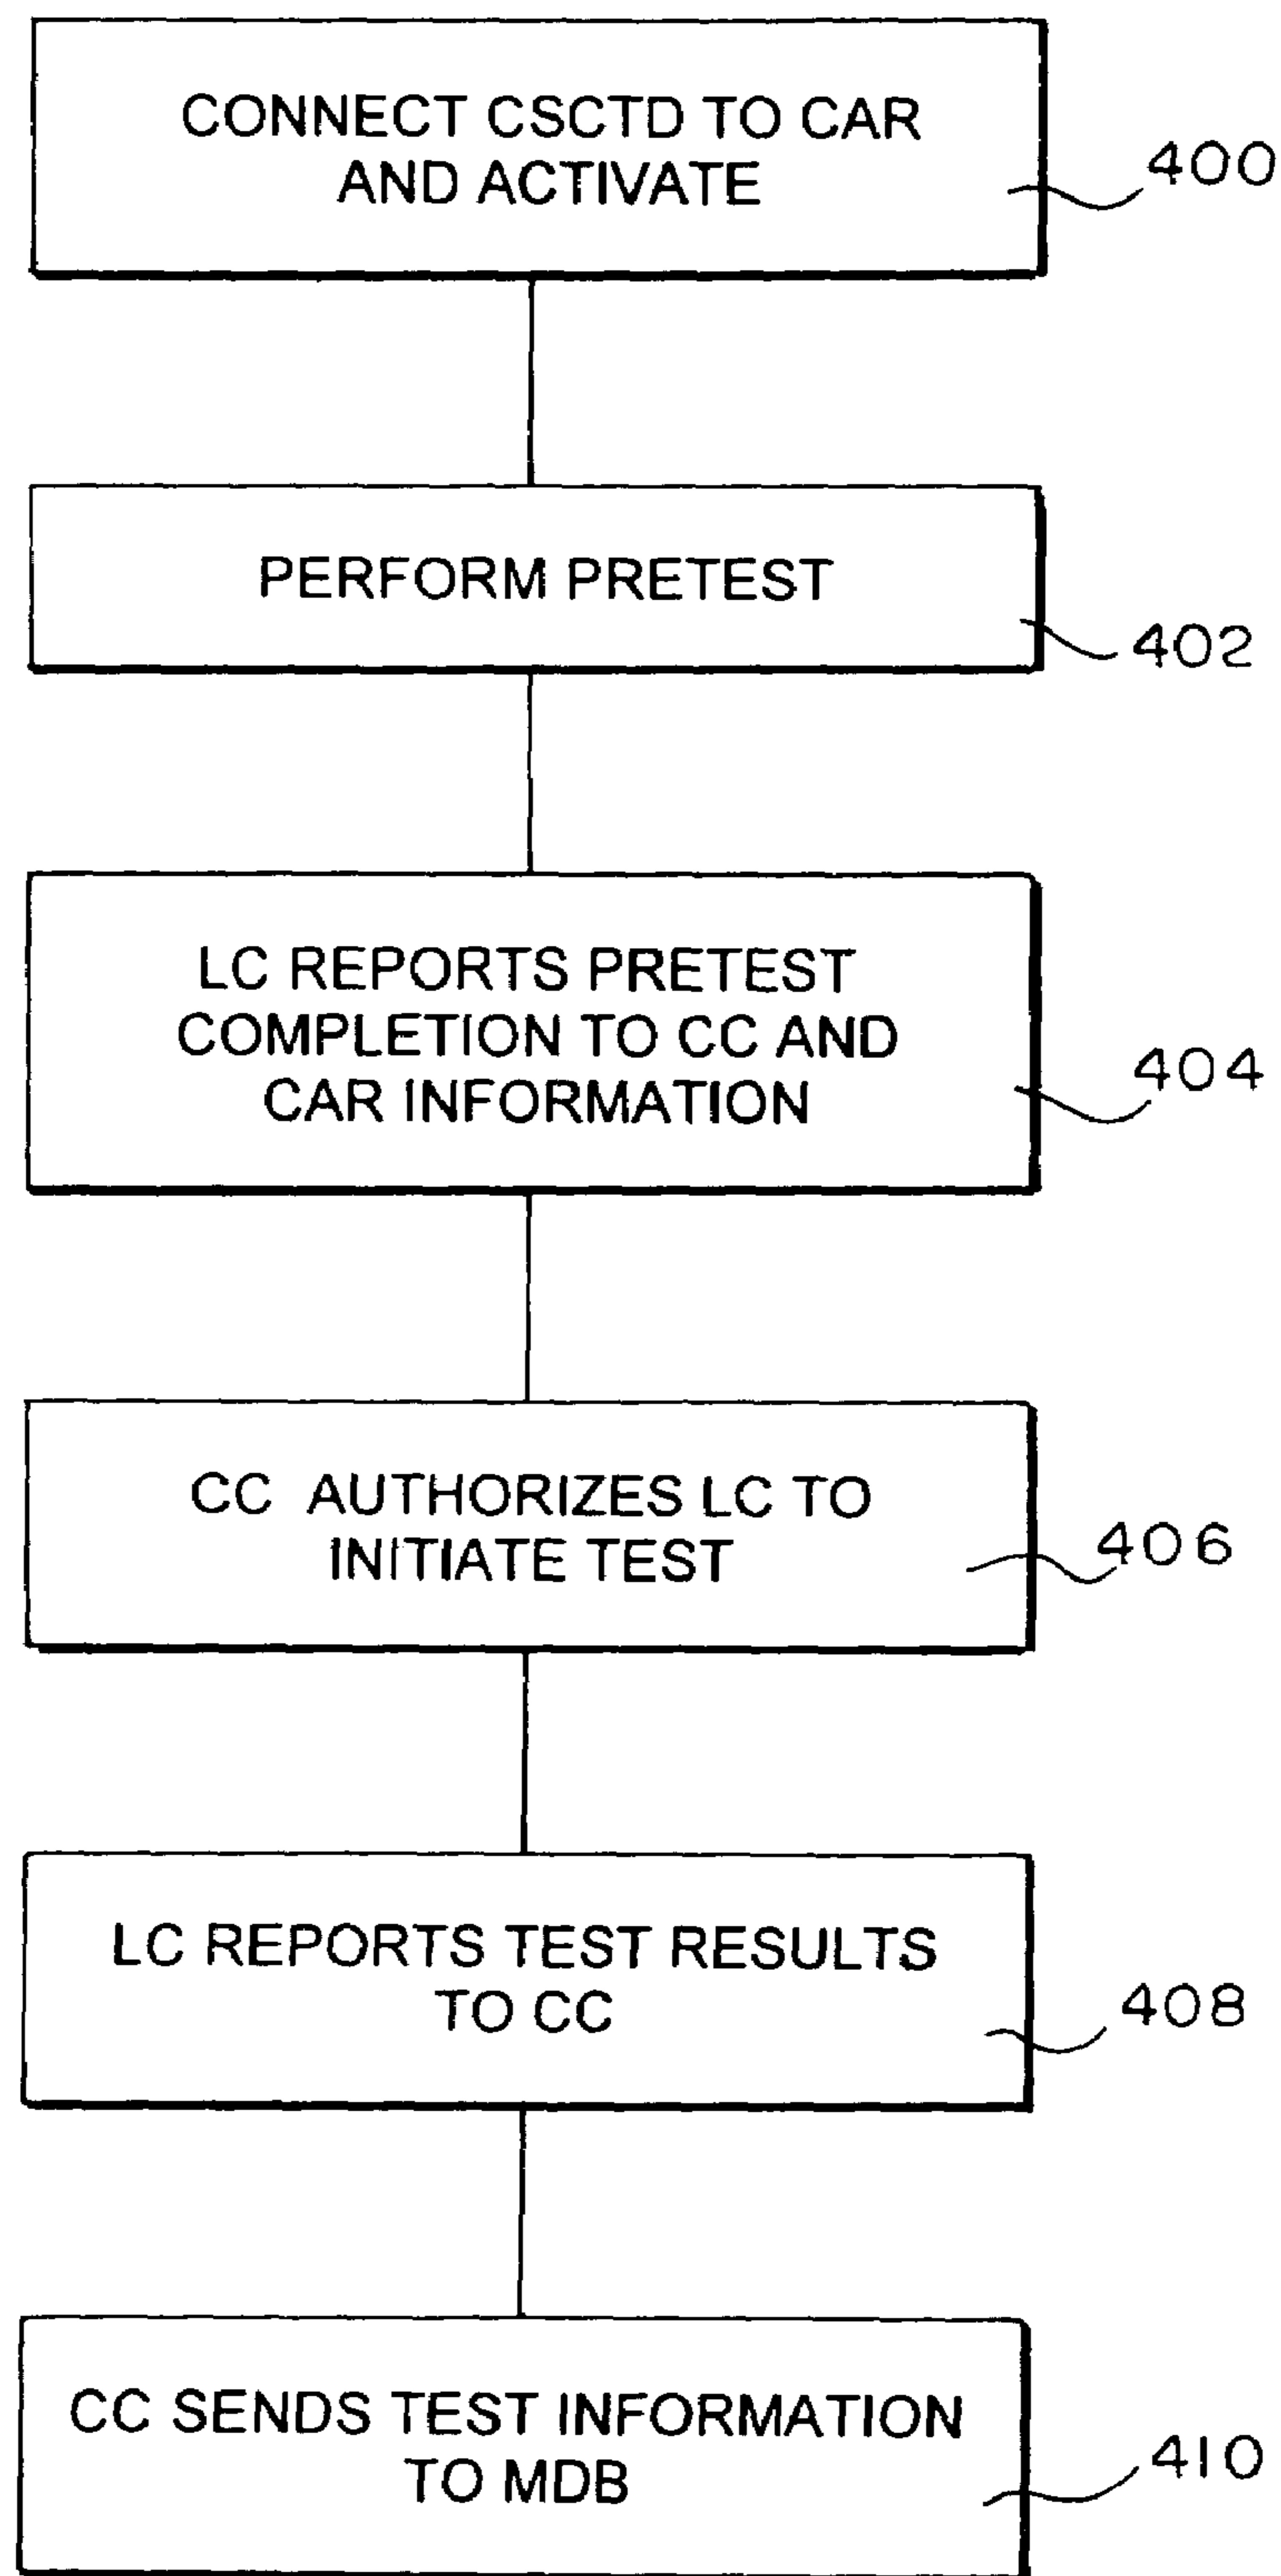 CONNECT CSCTD TO CAR
AND ACTIVATE
400
PERFORM PRETEST
402
LC REPORTS PRETEST
COMPLETION TO CC AND
CAR INFORMATION
404
CC AUTHORIZES LC TO
INITIATE TEST
406
LC REPORTS TEST RESULTS
TO CC
408
CC SENDS TEST INFORMATION
TO MDB
410